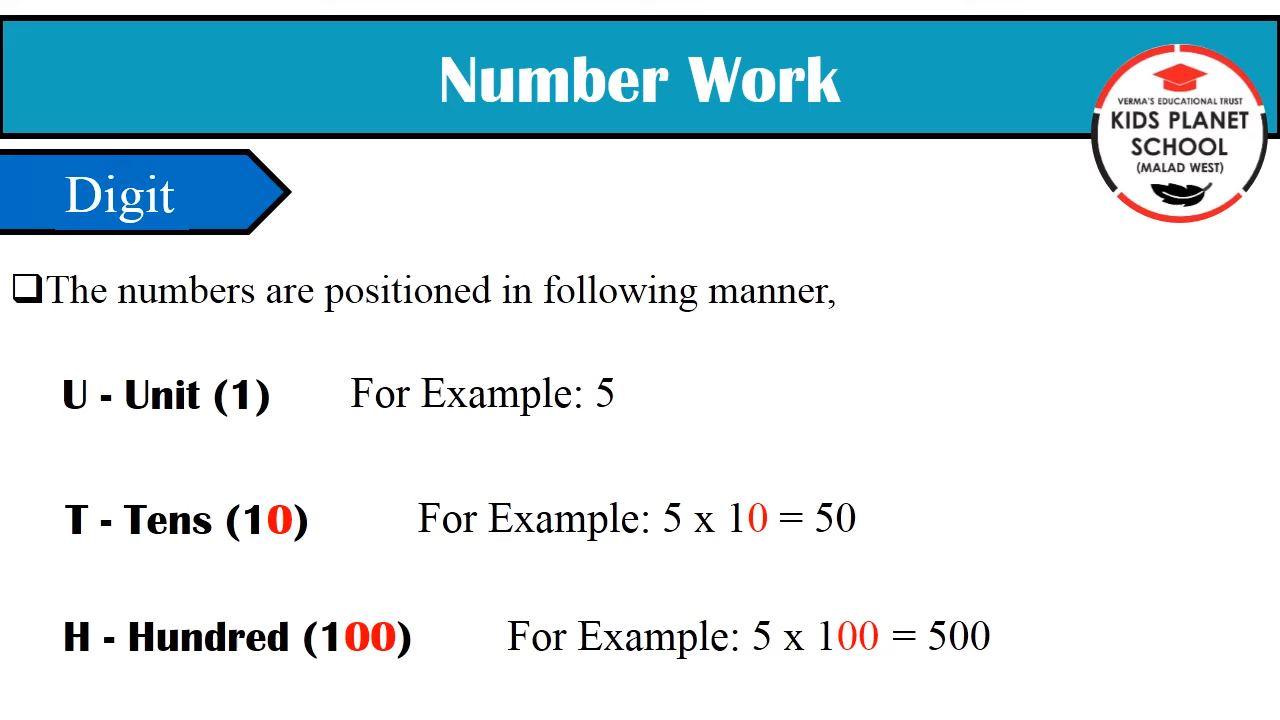 Number Work
VERMA'S EDUCATIONAL TRUST
KIDS PLANET
SCHOOL
(MALAD WEST)
Digit
The numbers are positioned in following manner,
U - Unit (1) For Example: 5
T - Tens (10) For Example: 5 x 10 = 50
H - Hundred (100) For Example: 5 x 100 = 500